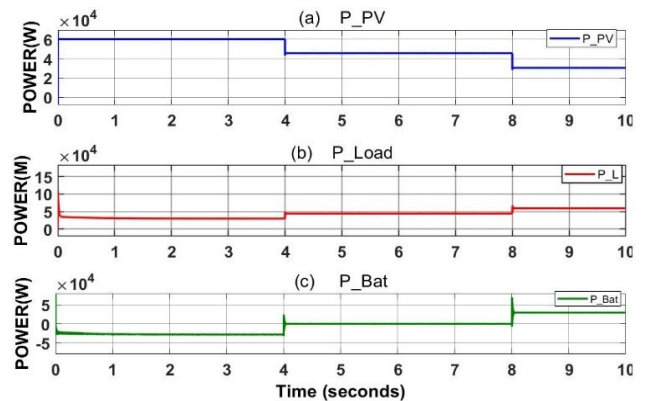 (a) P_PV
×10⁴
POWER(W)
6
4
2
0
P_PV
0 1 2 3 4 5 6 7 8 9 10
(b) P_Load
×10⁴
POWER(M)
15
10
5
0
P_L
0 1 2 3 4 5 6 7 8 9 10
(c) P_Bat
×10⁴
POWER(W)
5
0
-5
P_Bat
0 1 2 3 4 5 6 7 8 9 10
Time (seconds)